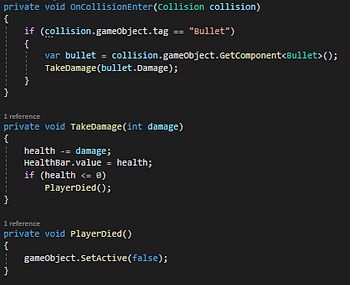 private void OnCollisionEnter(Collision collision)
{
    if (collision.gameObject.tag == "Bullet")
    {
        var bullet = collision.gameObject.GetComponent<Bullet>();
        TakeDamage(bullet.Damage);
    }
}
1 reference
private void TakeDamage(int damage)
{
    health -= damage;
    HealthBar.value = health;
    if (health <= 0)
        PlayerDied();
}
1 reference
private void PlayerDied()
{
    gameObject.SetActive(false);
}